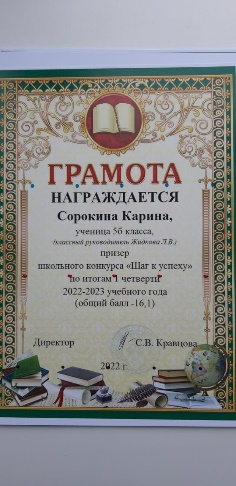 ГРАМОТА
НАГРАЖДАЕТСЯ
Сорокина Карина,
ученица 5б класса,
(классный руководитель Жидкова Л.В.)
призер
школьного конкурса «Шаг к успеху»
по итогам 1 четверти
2022-2023 учебного года
(общий балл -16,1)
Директор С.В. Кравцова
2022 г.